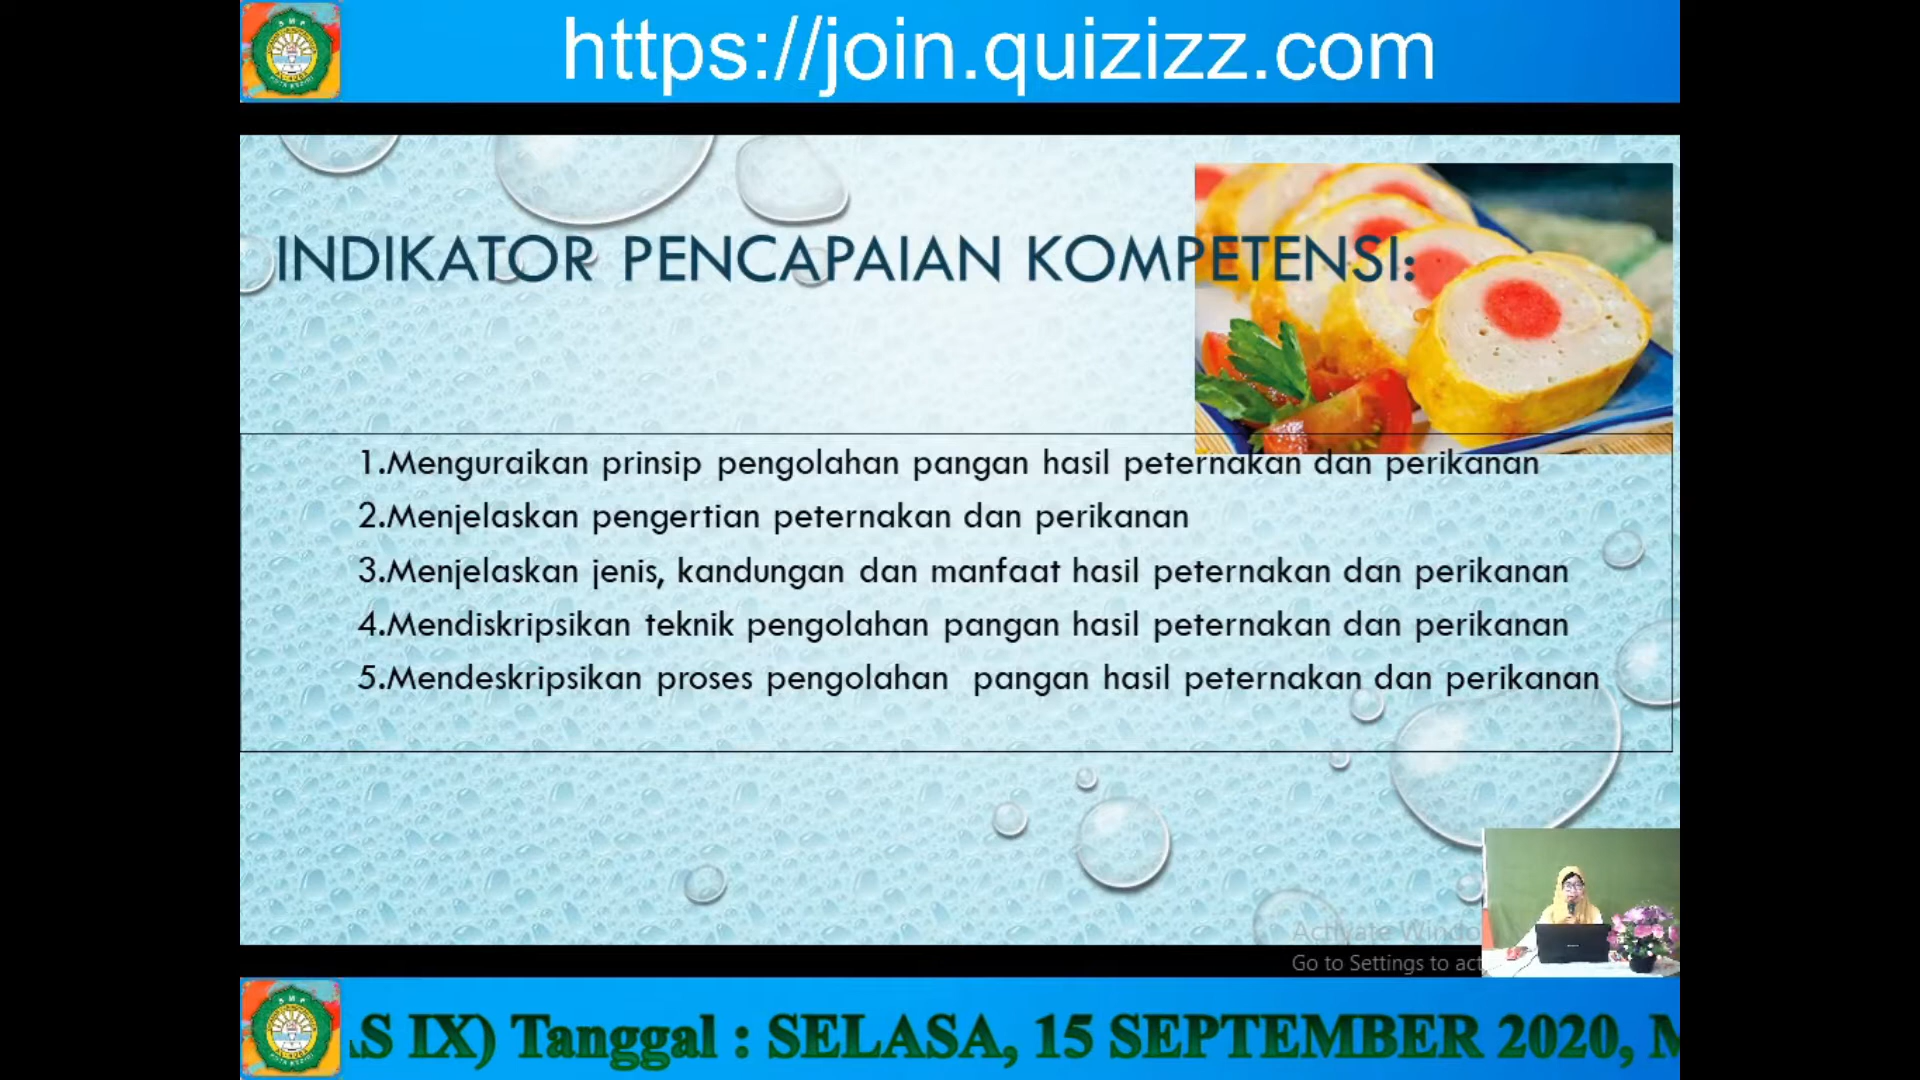 https://join.quizizz.com
INDIKATOR PENCAPAIAN KOMPETENSI:
1.Menguraikan prinsip pengolahan pangan hasil peternakan dan perikanan
2.Menjelaskan pengertian peternakan dan perikanan
3.Menjelaskan jenis, kandungan dan manfaat hasil peternakan dan perikanan
4.Mendiskripsikan teknik pengolahan pangan hasil peternakan dan perikanan
5.Mendeskripsikan proses pengolahan pangan hasil peternakan dan perikanan
Activate Windo
Go to Settings to act
S IX) Tanggal : SELASA, 15 SEPTEMBER 2020,